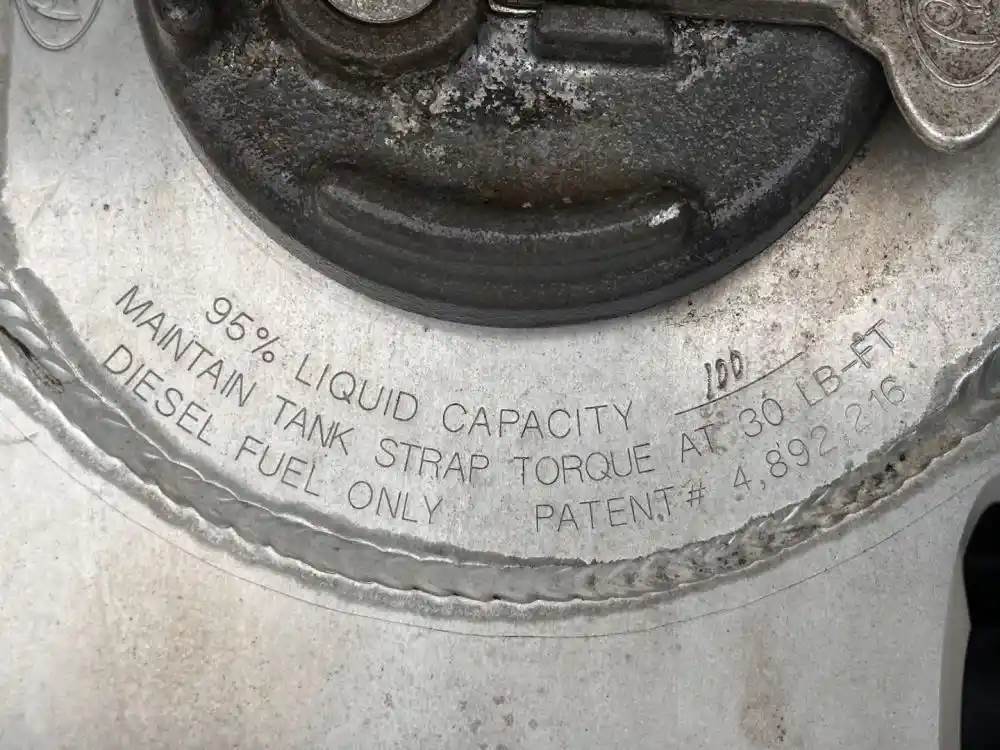 95% LIQUID CAPACITY 100
MAINTAIN TANK STRAP TORQUE AT 30 LB-FT
DIESEL FUEL ONLY PATENT# 4,892,216